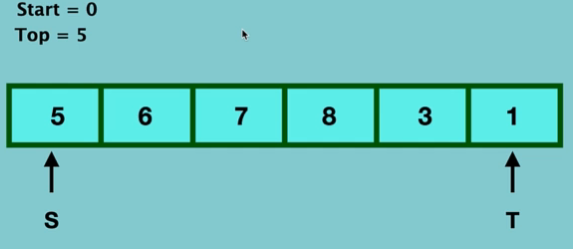 Start = 0
Top = 5
5 6 7 8 3 1
S T